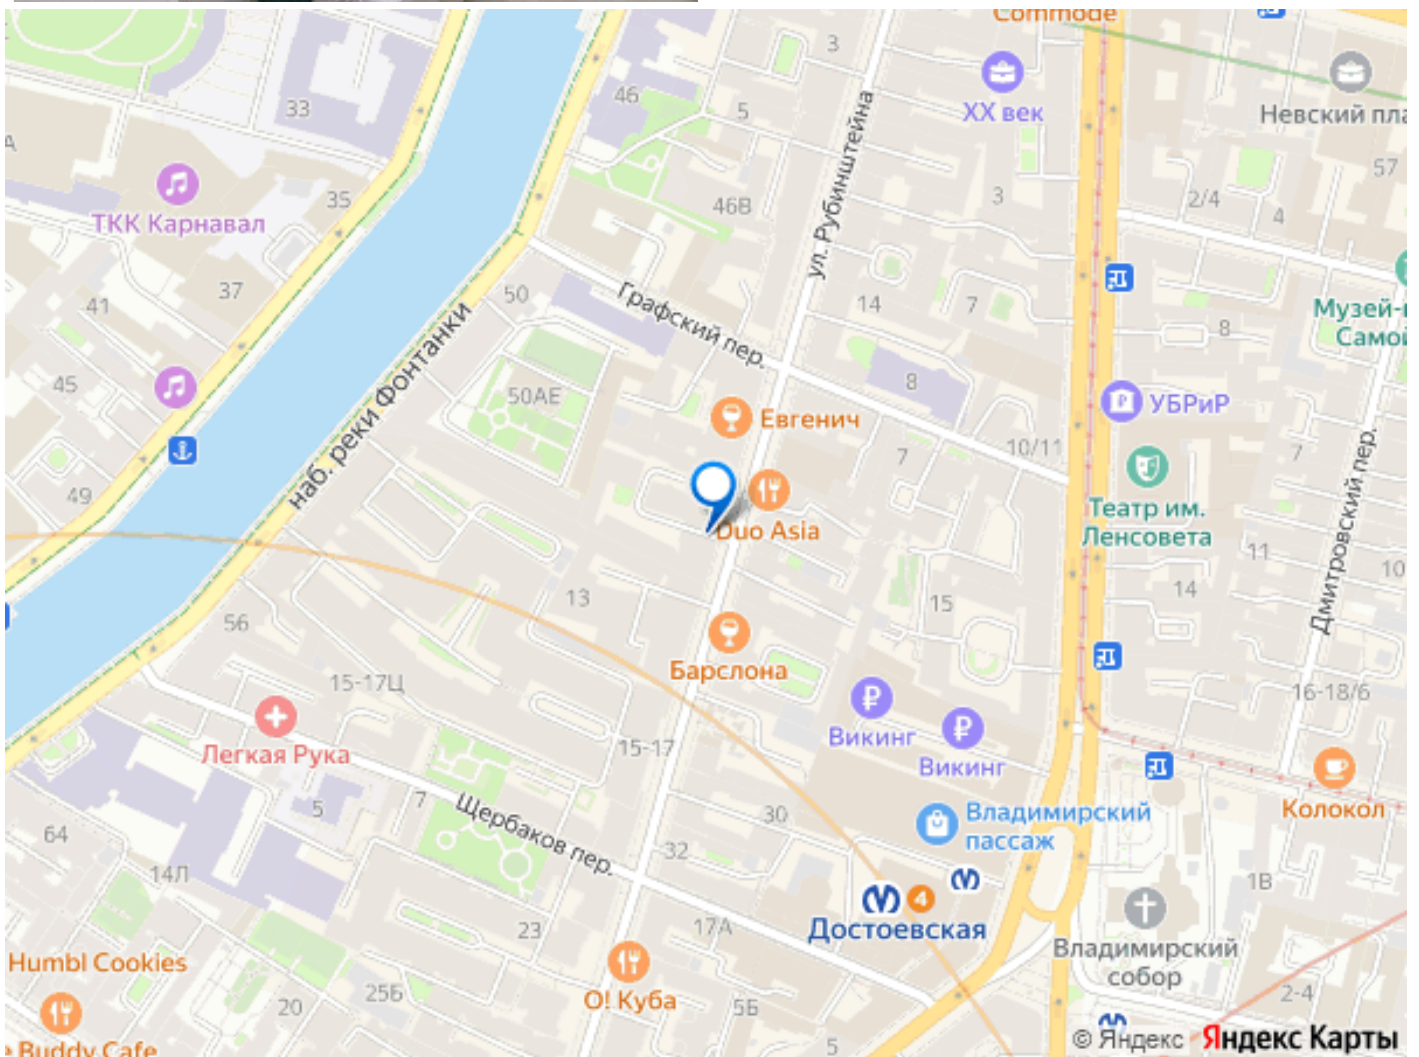 Commode
3
33
46
5
XX век
Невский пла
57
ТКК Карнавал
35
46В
ул. Рубинштейна
3
2/4
4
37
41
50
Графский пер.
14
7
8
Музей-к
Самой
45
50АЕ
наб. реки Фонтанки
8
Евгенич
УБРиР
49
10/11
7
7
Duo Asia
Театр им.
Ленсовета
11
10
Дмитровский пер.
13
15
14
56
Барслона
15-17Ц
16-18/6
Легкая Рука
15-17
Викинг
Викинг
5
7
Щербаков пер.
30
Владимирский
пассаж
Колокол
64
14Л
32
1В
4
Достоевская
17А
23
Владимирский
собор
Humbl Cookies
25Б
20
О! Куба
5Б
2-4
e Buddy Cafe
5
© Яндекс Яндекс Карты